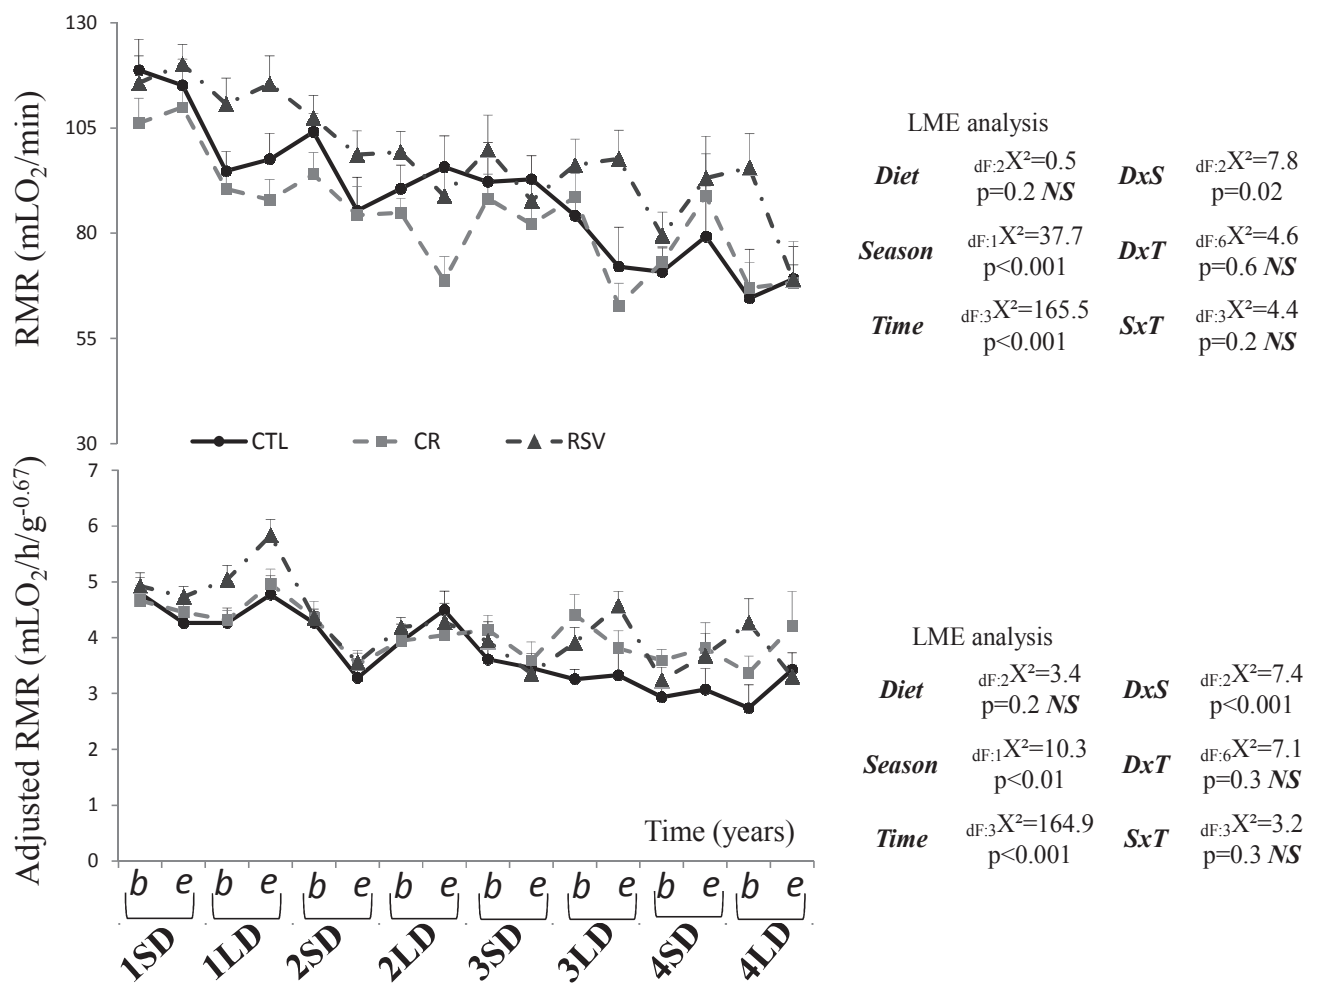 RMR (mLO₂/min)
130
105
80
55
30
CTL CR RSV
LME analysis
Diet dF:2X²=0.5 DxS dF:2X²=7.8
p=0.2 NS p=0.02
Season dF:1X²=37.7 DxT dF:6X²=4.6
p<0.001 p=0.6 NS
Time dF:3X²=165.5 SxT dF:3X²=4.4
p<0.001 p=0.2 NS
Adjusted RMR (mLO₂/h/g⁻⁰·⁶⁷)
7
6
5
4
3
2
1
0
Time (years)
LME analysis
Diet dF:2X²=3.4 DxS dF:2X²=7.4
p=0.2 NS p<0.001
Season dF:1X²=10.3 DxT dF:6X²=7.1
p<0.01 p=0.3 NS
Time dF:3X²=164.9 SxT dF:3X²=3.2
p<0.001 p=0.3 NS
b e b e b e b e b e b e b e b e
1SD 1LD 2SD 2LD 3SD 3LD 4SD 4LD